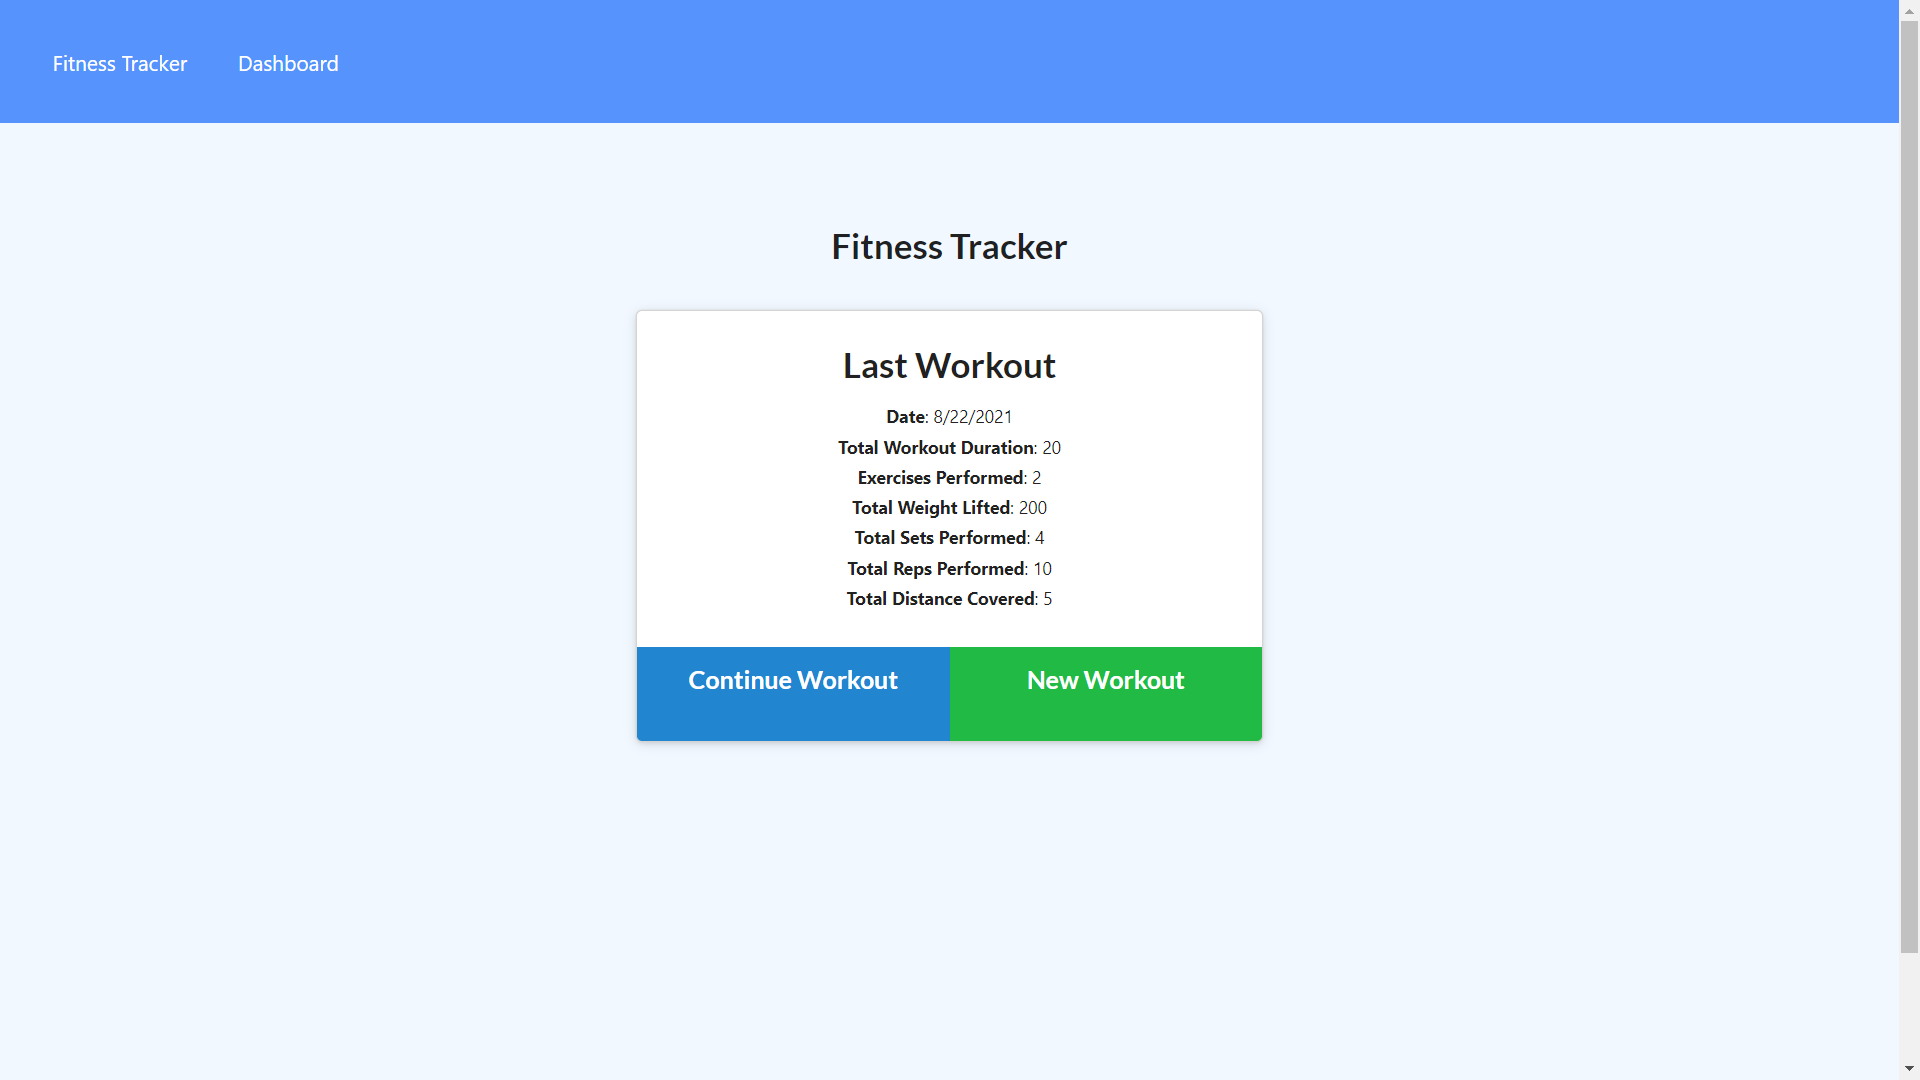 Fitness Tracker
Dashboard
Fitness Tracker
Last Workout
Date: 8/22/2021
Total Workout Duration: 20
Exercises Performed: 2
Total Weight Lifted: 200
Total Sets Performed: 4
Total Reps Performed: 10
Total Distance Covered: 5
Continue Workout
New Workout